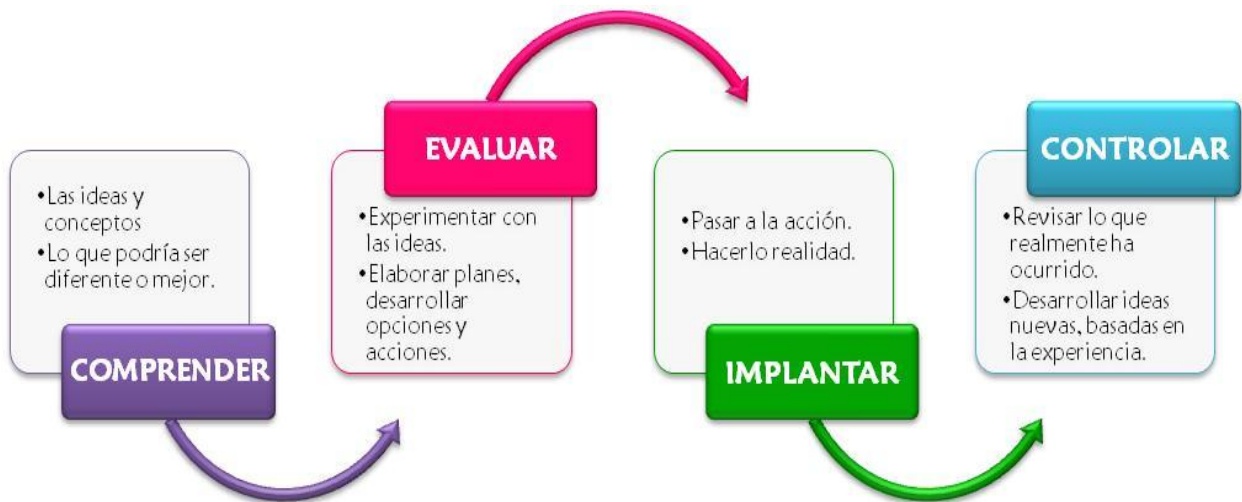 •Las ideas y
conceptos
•Lo que podría ser
diferente o mejor.
COMPRENDER
EVALUAR
•Experimentar con
las ideas.
•Elaborar planes,
desarrollar
opciones y
acciones.
•Pasar a la acción.
•Hacerlo realidad.
IMPLANTAR
CONTROLAR
•Revisar lo que
realmente ha
ocurrido.
•Desarrollar ideas
nuevas, basadas en
la experiencia.